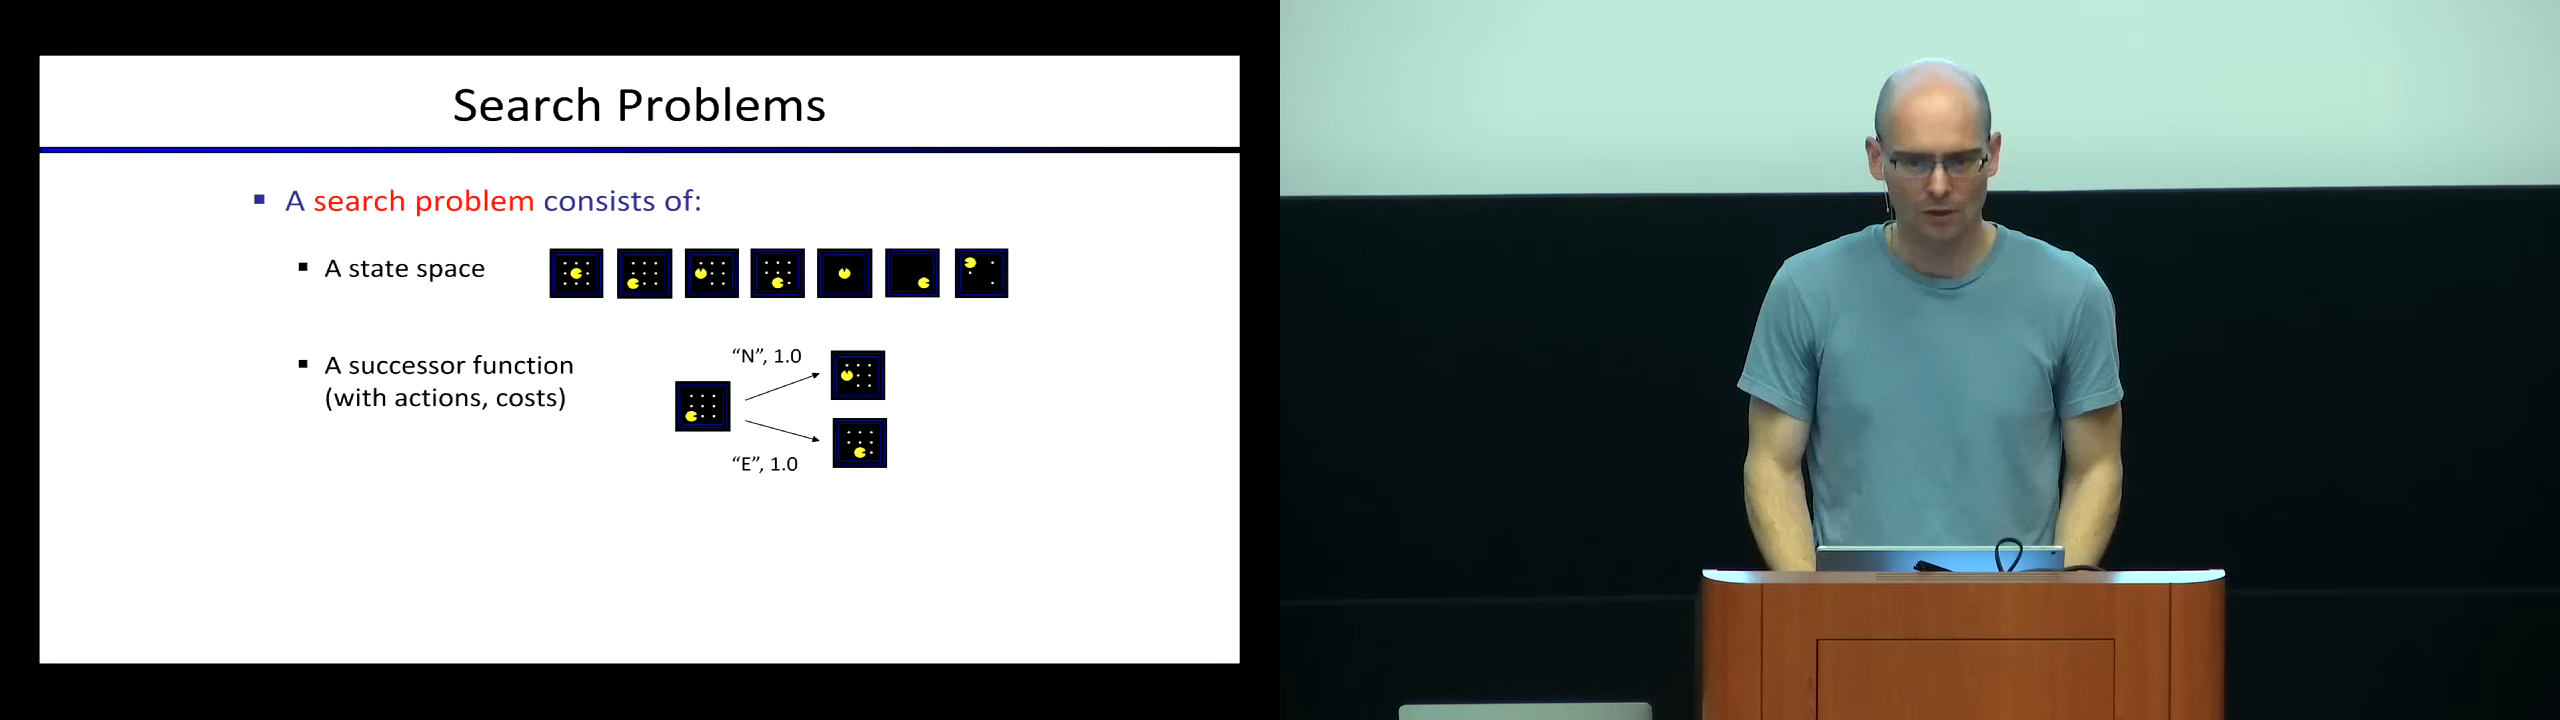 Search Problems
A search problem consists of:
A state space
A successor function
(with actions, costs)
“N”, 1.0
“E”, 1.0